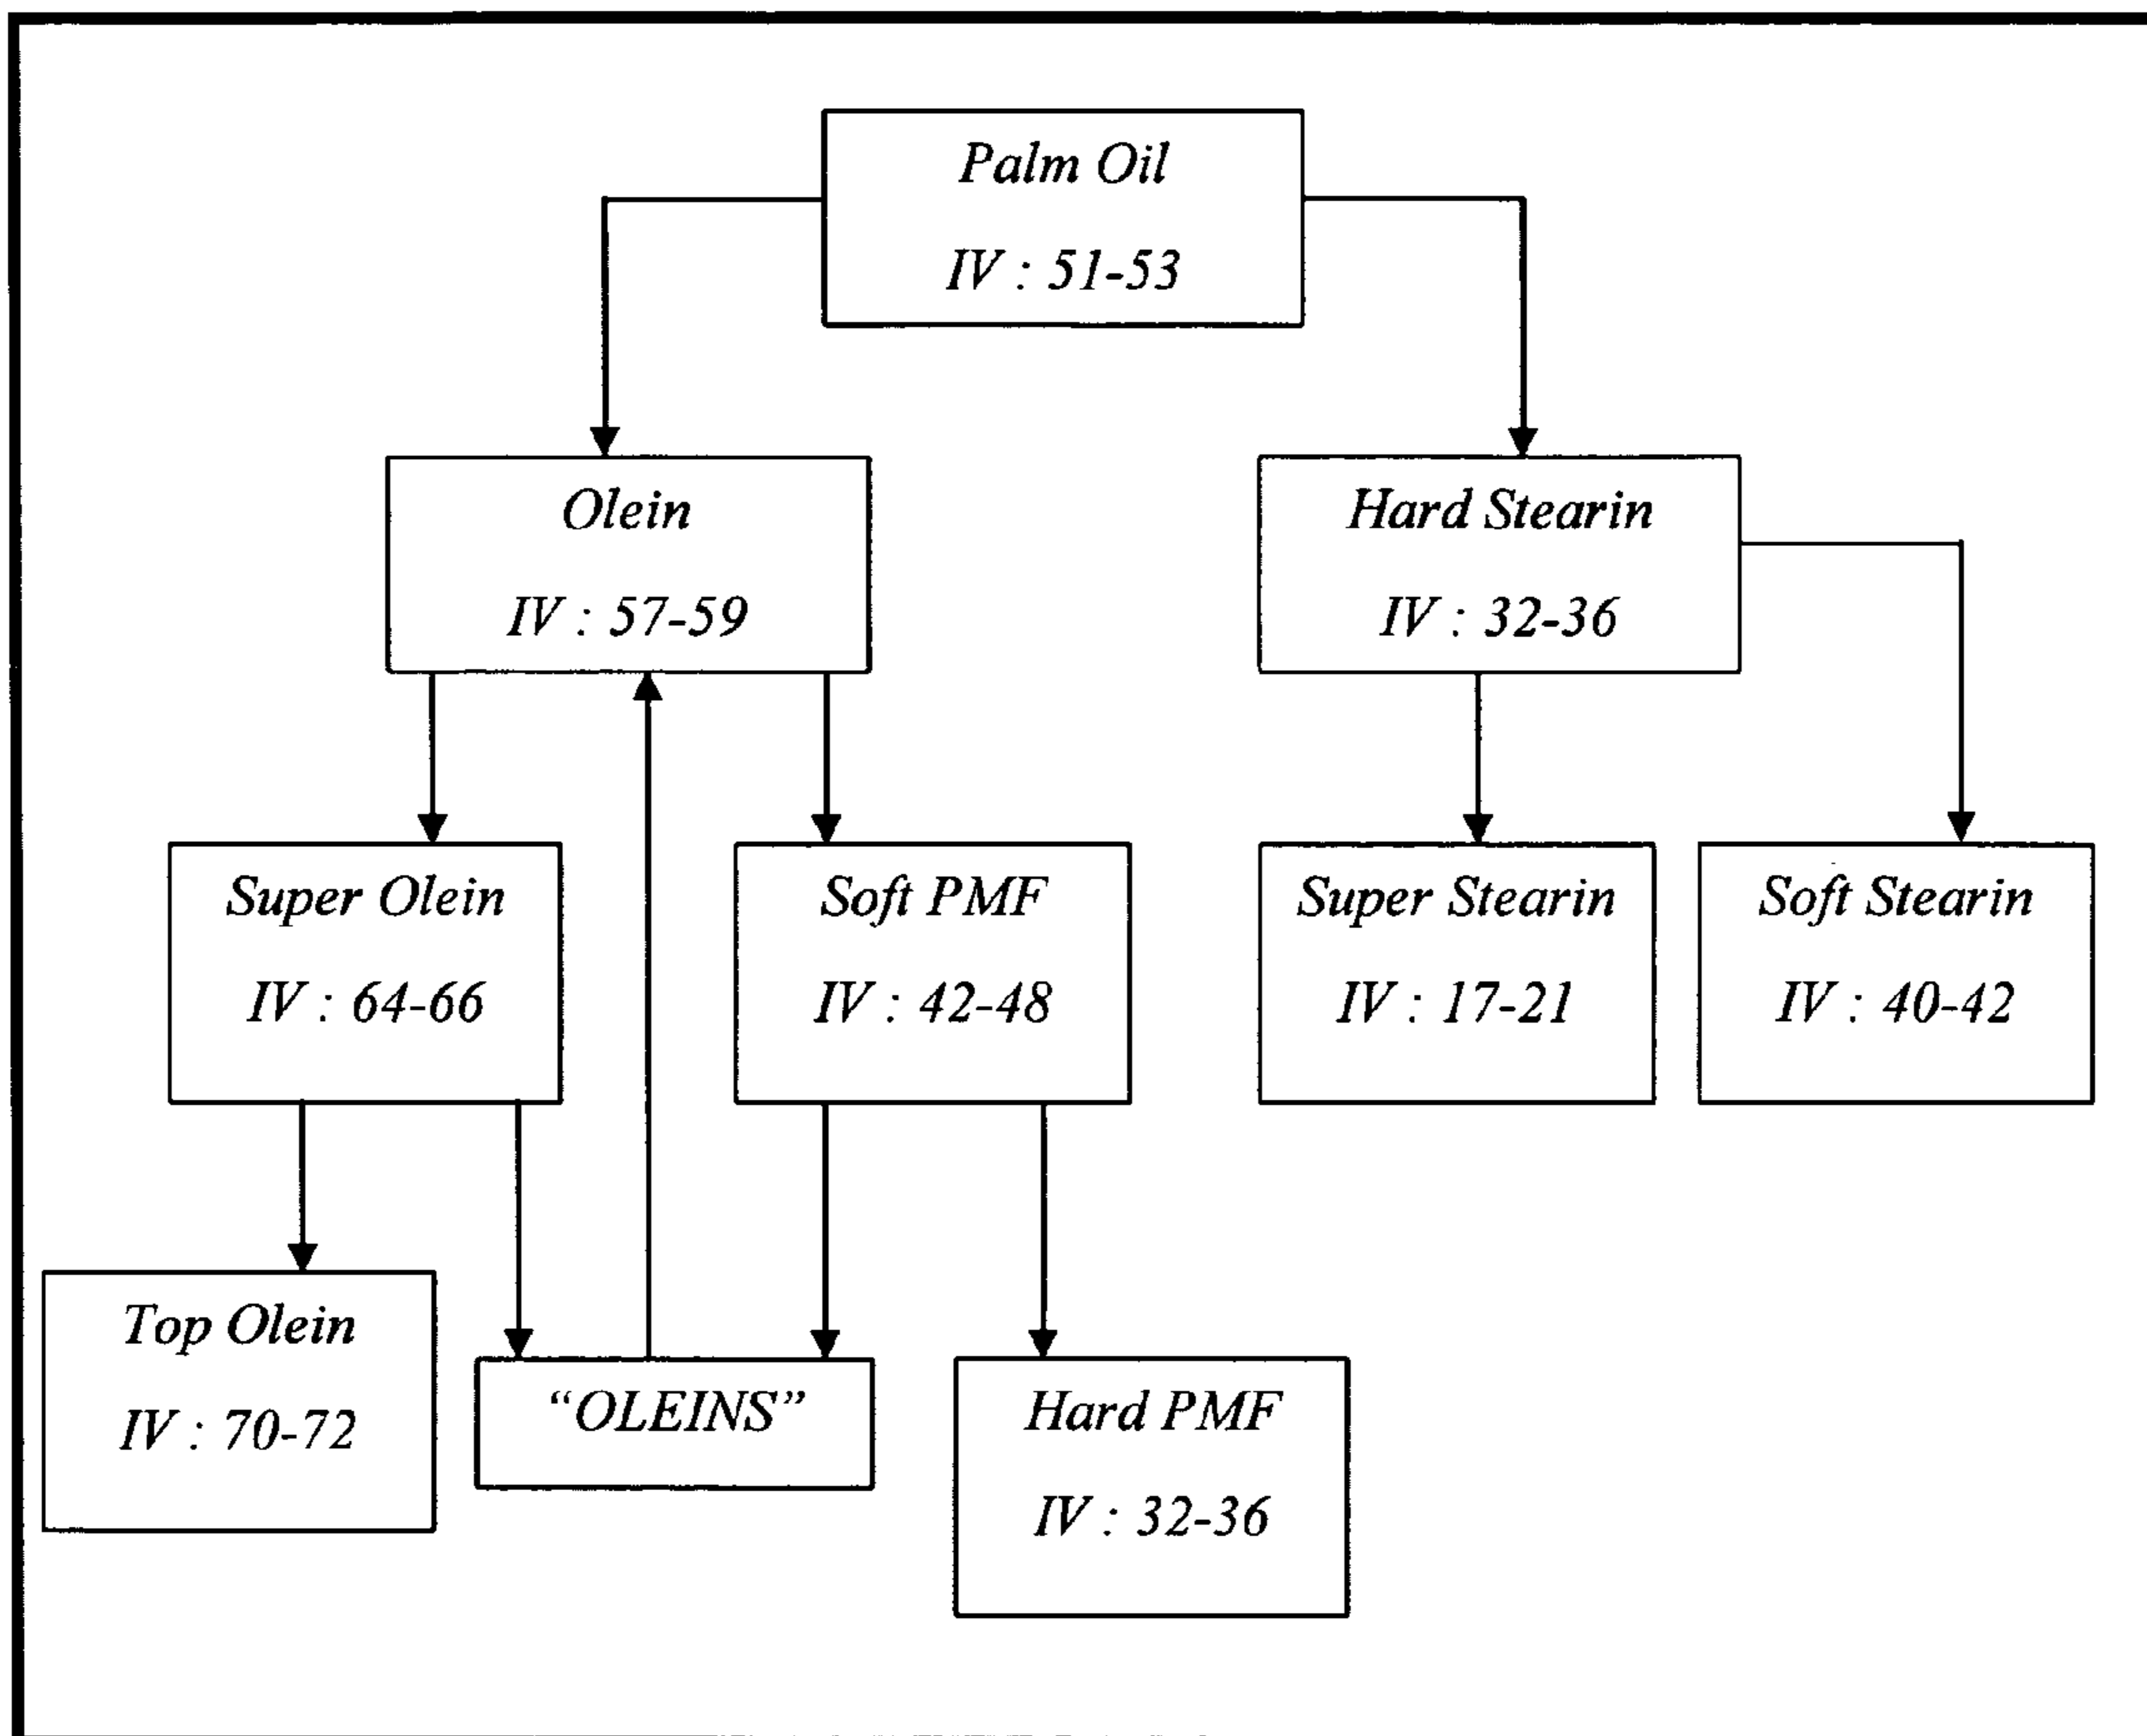 Palm Oil
IV : 51-53
Olein
IV : 57-59
Hard Stearin
IV : 32-36
Super Olein
IV : 64-66
Soft PMF
IV : 42-48
Super Stearin
IV : 17-21
Soft Stearin
IV : 40-42
Top Olein
IV : 70-72
“OLEINS”
Hard PMF
IV : 32-36